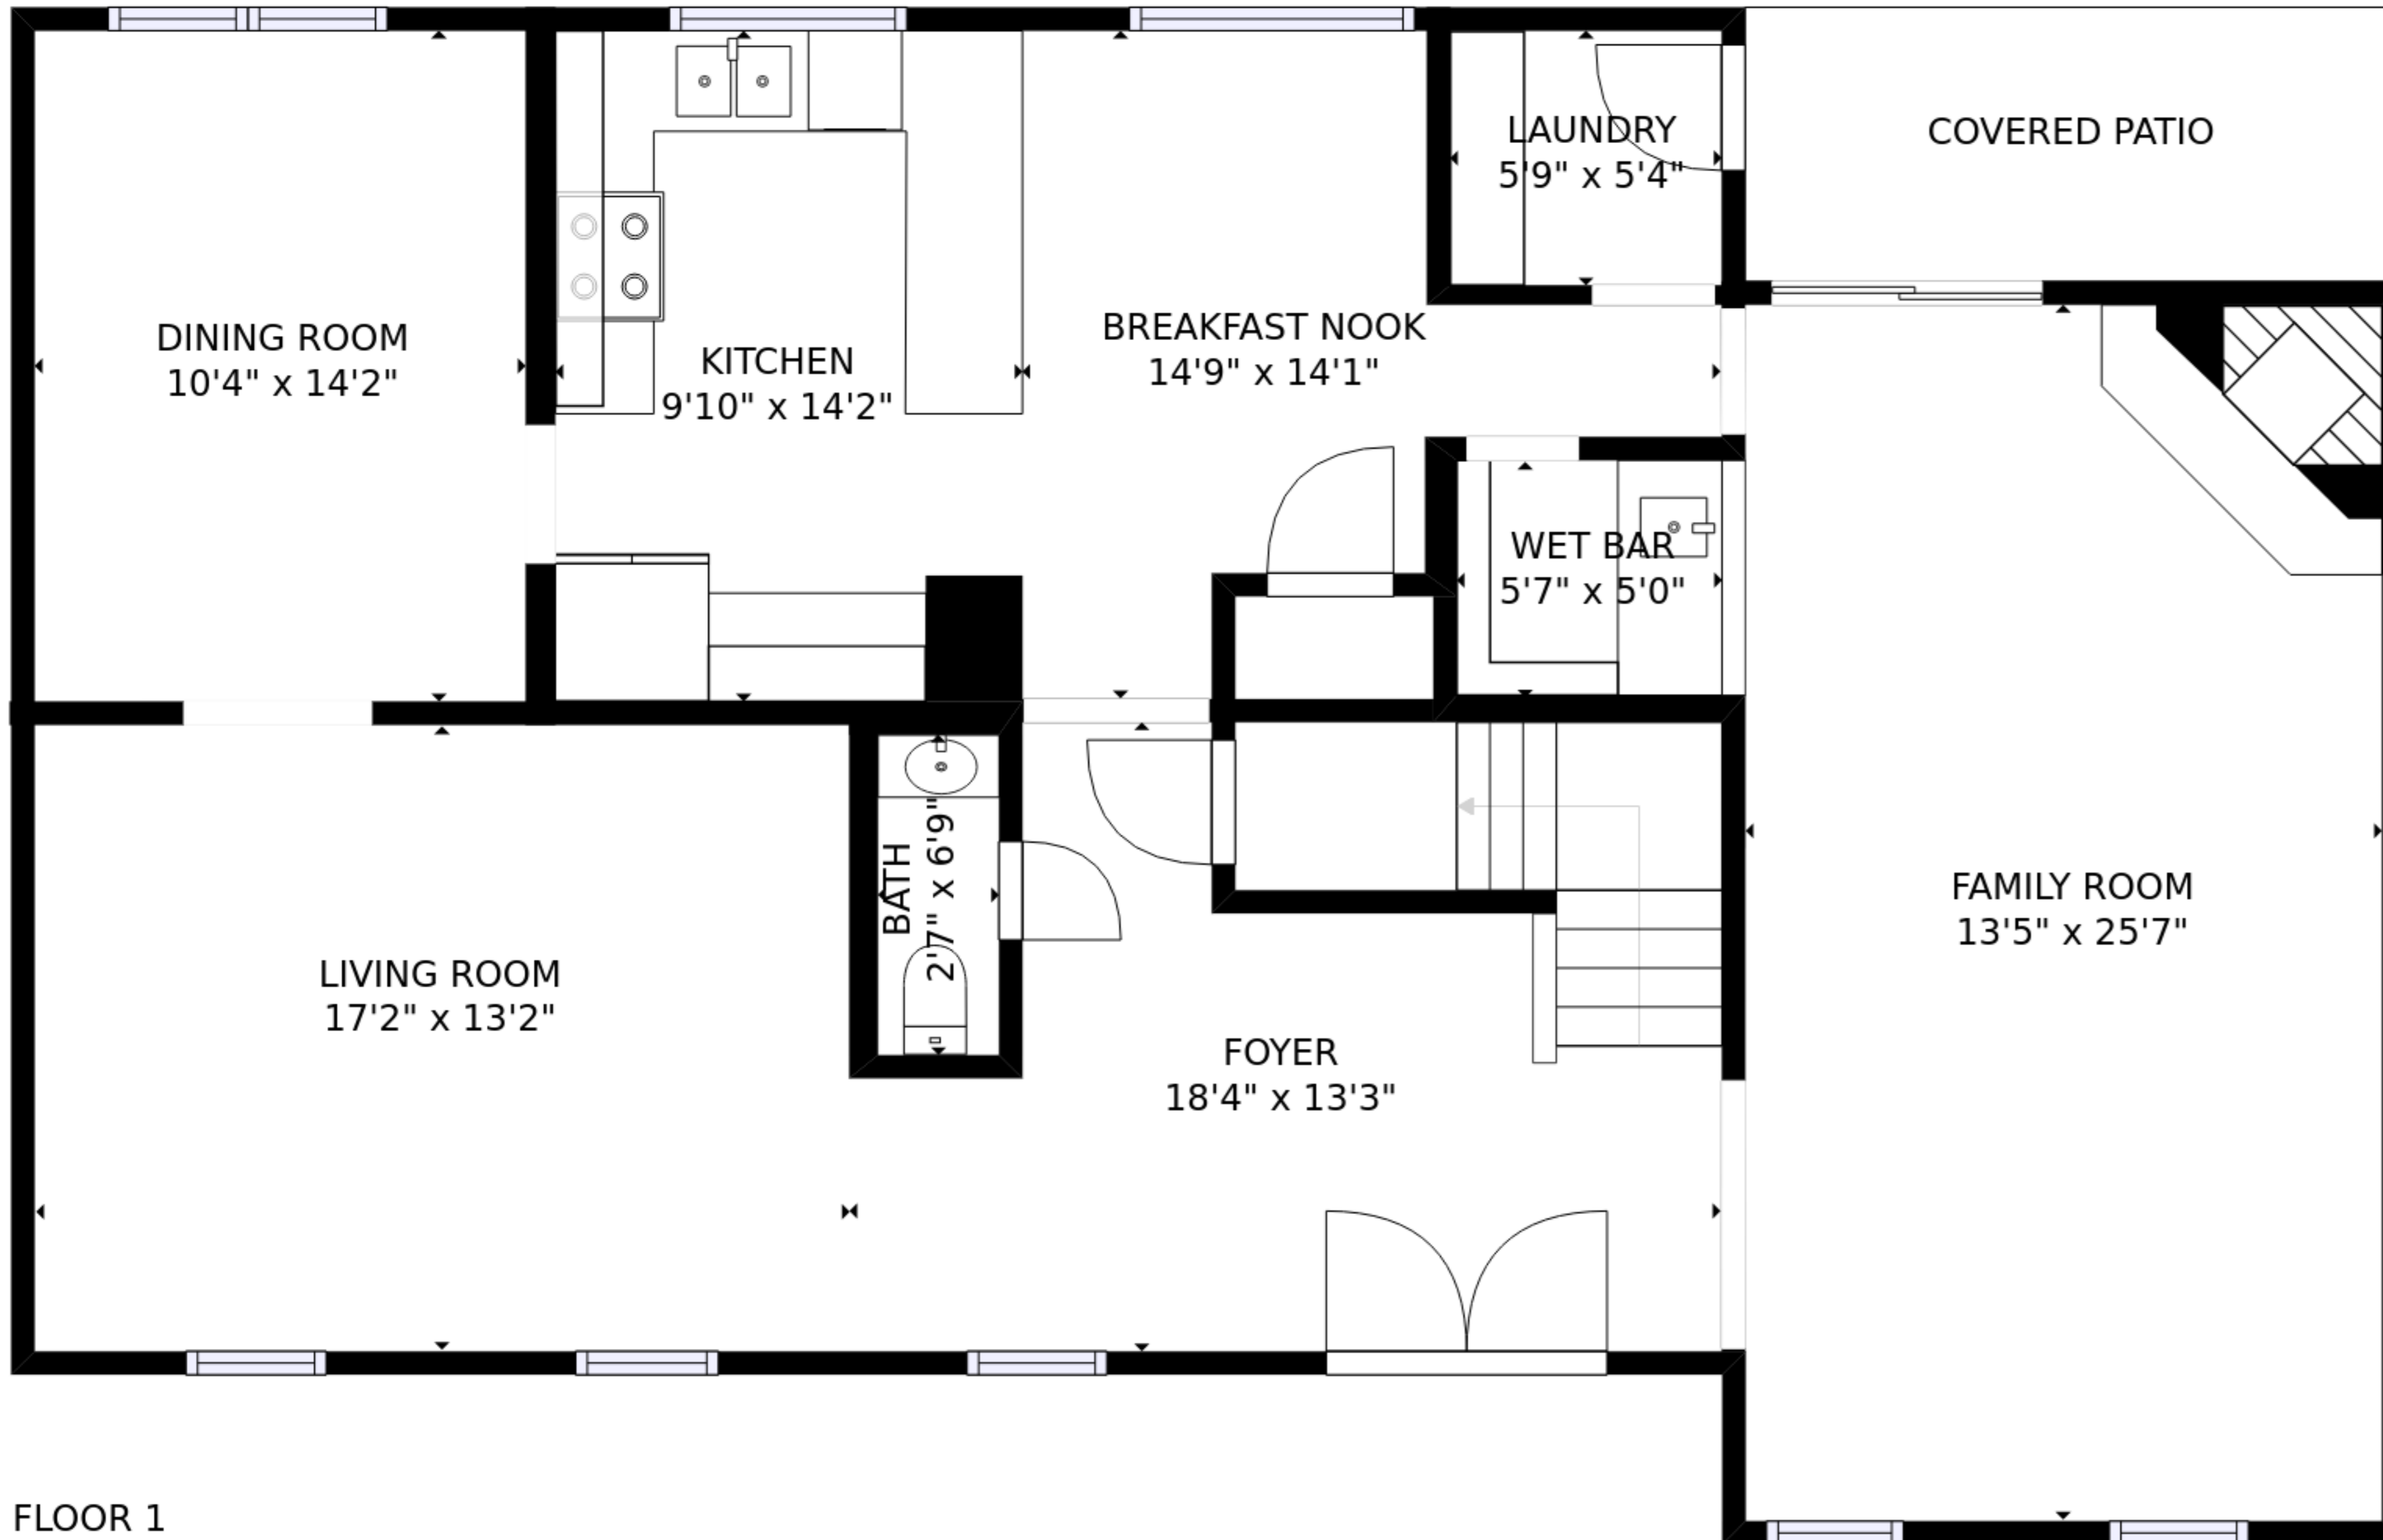 COVERED PATIO
LAUNDRY
5'9" x 5'4"
DINING ROOM
10'4" x 14'2"
KITCHEN
9'10" x 14'2"
BREAKFAST NOOK
14'9" x 14'1"
WET BAR
5'7" x 5'0"
BATH
2'7" x 6'9"
FAMILY ROOM
13'5" x 25'7"
LIVING ROOM
17'2" x 13'2"
FOYER
18'4" x 13'3"
FLOOR 1